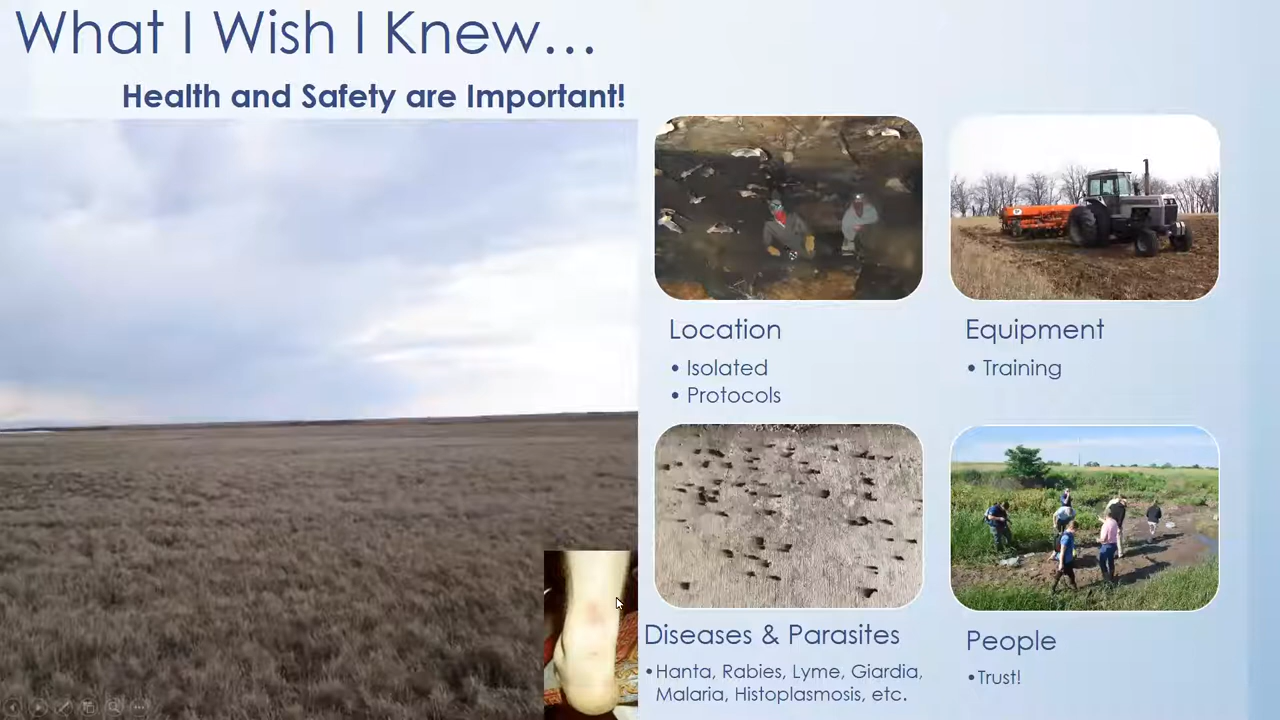 What I Wish I Knew...
Health and Safety are Important!
Location
• Isolated
• Protocols
Equipment
• Training
Diseases & Parasites
• Hanta, Rabies, Lyme, Giardia,
Malaria, Histoplasmosis, etc.
People
• Trust!